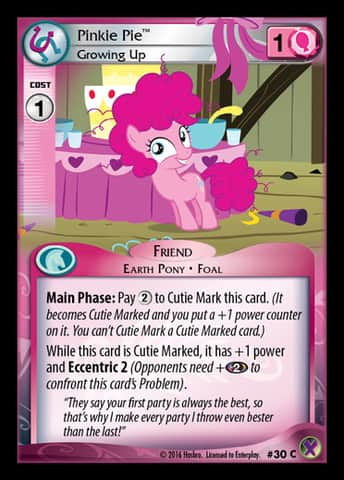 Pinkie Pie™
Growing Up
1
COST
1
FRIEND
EARTH PONY • FOAL
Main Phase: Pay 2 to Cutie Mark this card. (It
becomes Cutie Marked and you put a +1 power counter
on it. You can't Cutie Mark a Cutie Marked card.)
While this card is Cutie Marked, it has +1 power
and Eccentric 2 (Opponents need +2 to
confront this card's Problem).
"They say your first party is always the best, so
that's why I make every party I throw even bester
than the last!"
© 2016 Hasbro. Licensed to Enterplay. #30 C